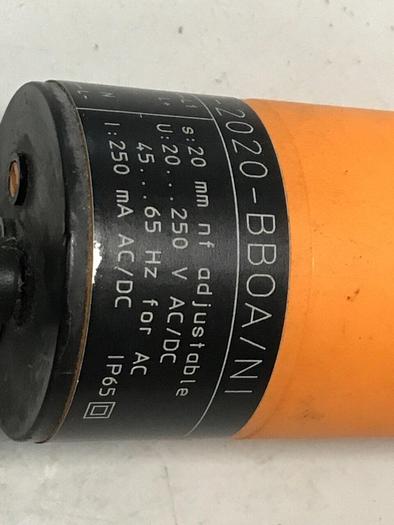 -2020-BBOA/NI
s:20 mm nf adjustable
U:20...250 V AC/DC
45...65 Hz for AC
I:250 mA AC/DC
IP65
N
L+
L-